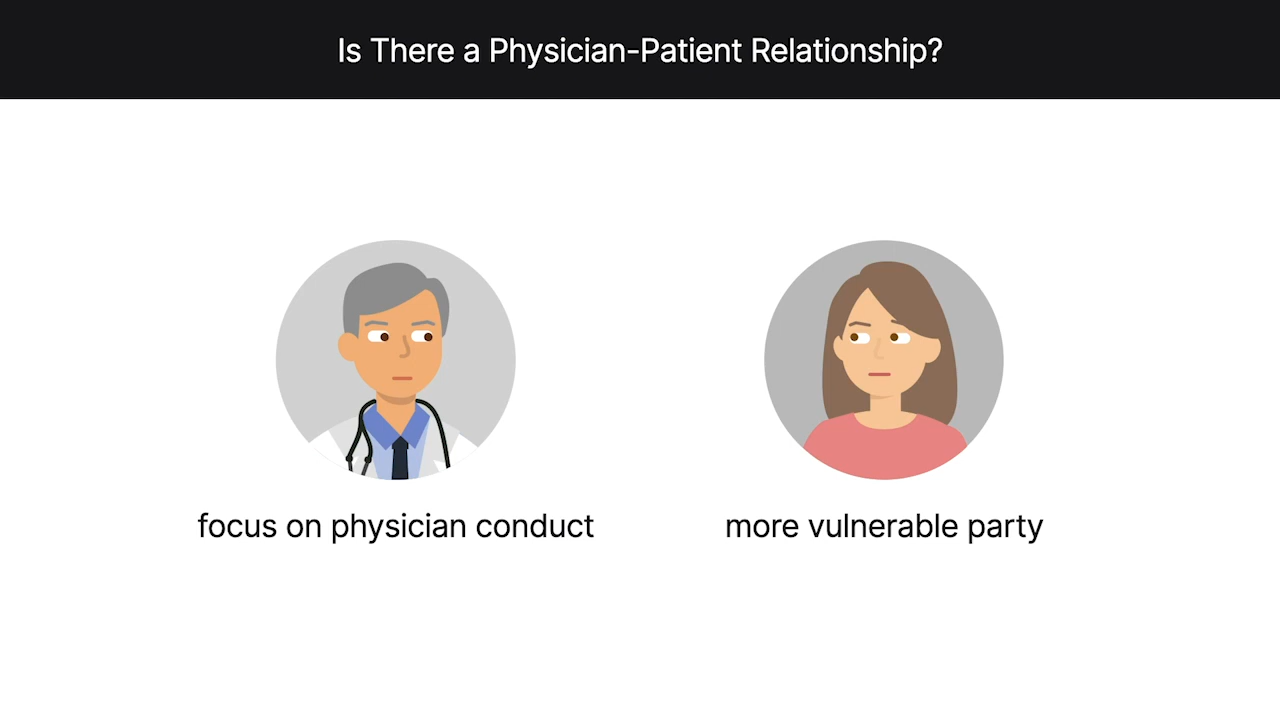 Is There a Physician-Patient Relationship?
focus on physician conduct
more vulnerable party